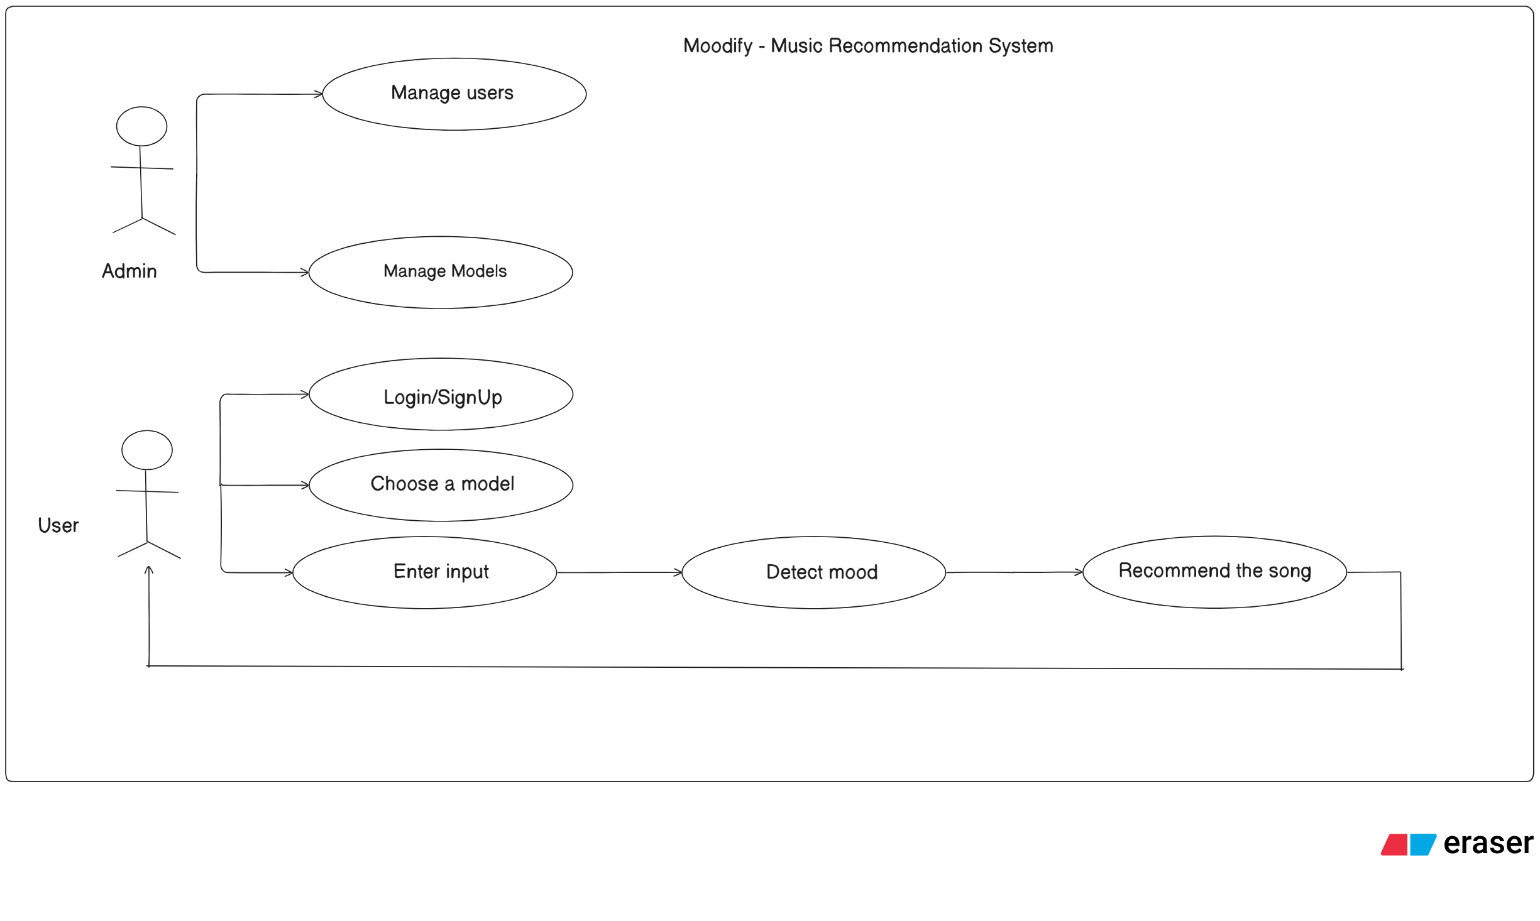 Moodify - Music Recommendation System
Manage users
Admin
Manage Models
Login/SignUp
Choose a model
User
Enter input
Detect mood
Recommend the song
eraser